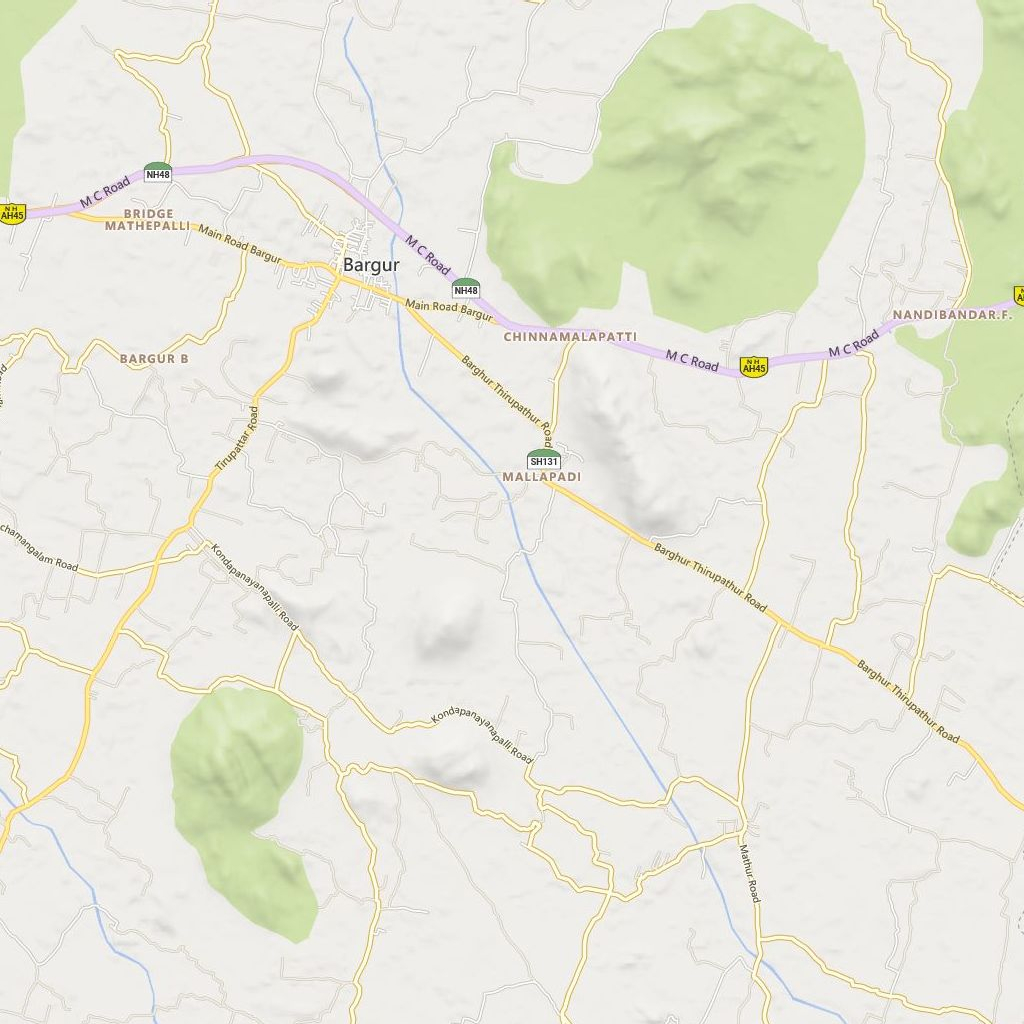 NH48
M C Road
NH
AH45
BRIDGE
MATHEPALLI
Main Road Bargur
Bargur
M C Road
NH48
Main Road Bargur
CHINNAMALAPATTI
M C Road
NH
AH45
M C Road
NANDIBANDAR.F.
BARGUR B
Barghur Thirupathur Road
Tirupattar Road
SH131
MALLAPADI
chamangalam Road
Kondapanayanapalli Road
Barghur Thirupathur Road
Barghur Thirupathur Road
Kondapanayanapalli Road
Mathur Road